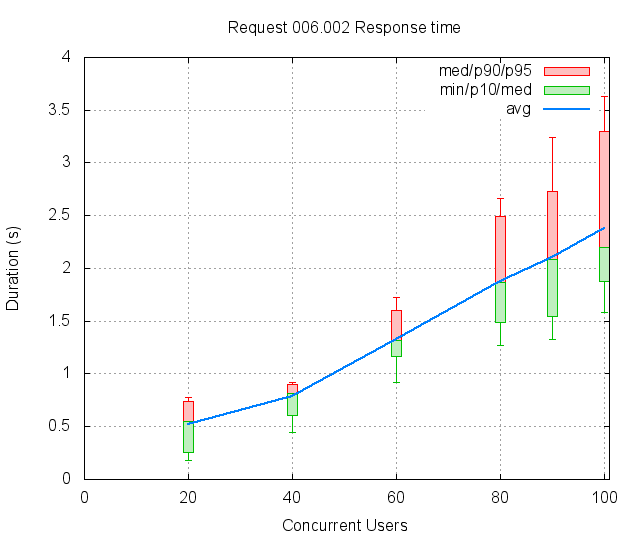 Request 006.002 Response time
med/p90/p95
min/p10/med
avg
4
3.5
3
2.5
2
1.5
1
0.5
0
Duration (s)
0 20 40 60 80 100
Concurrent Users